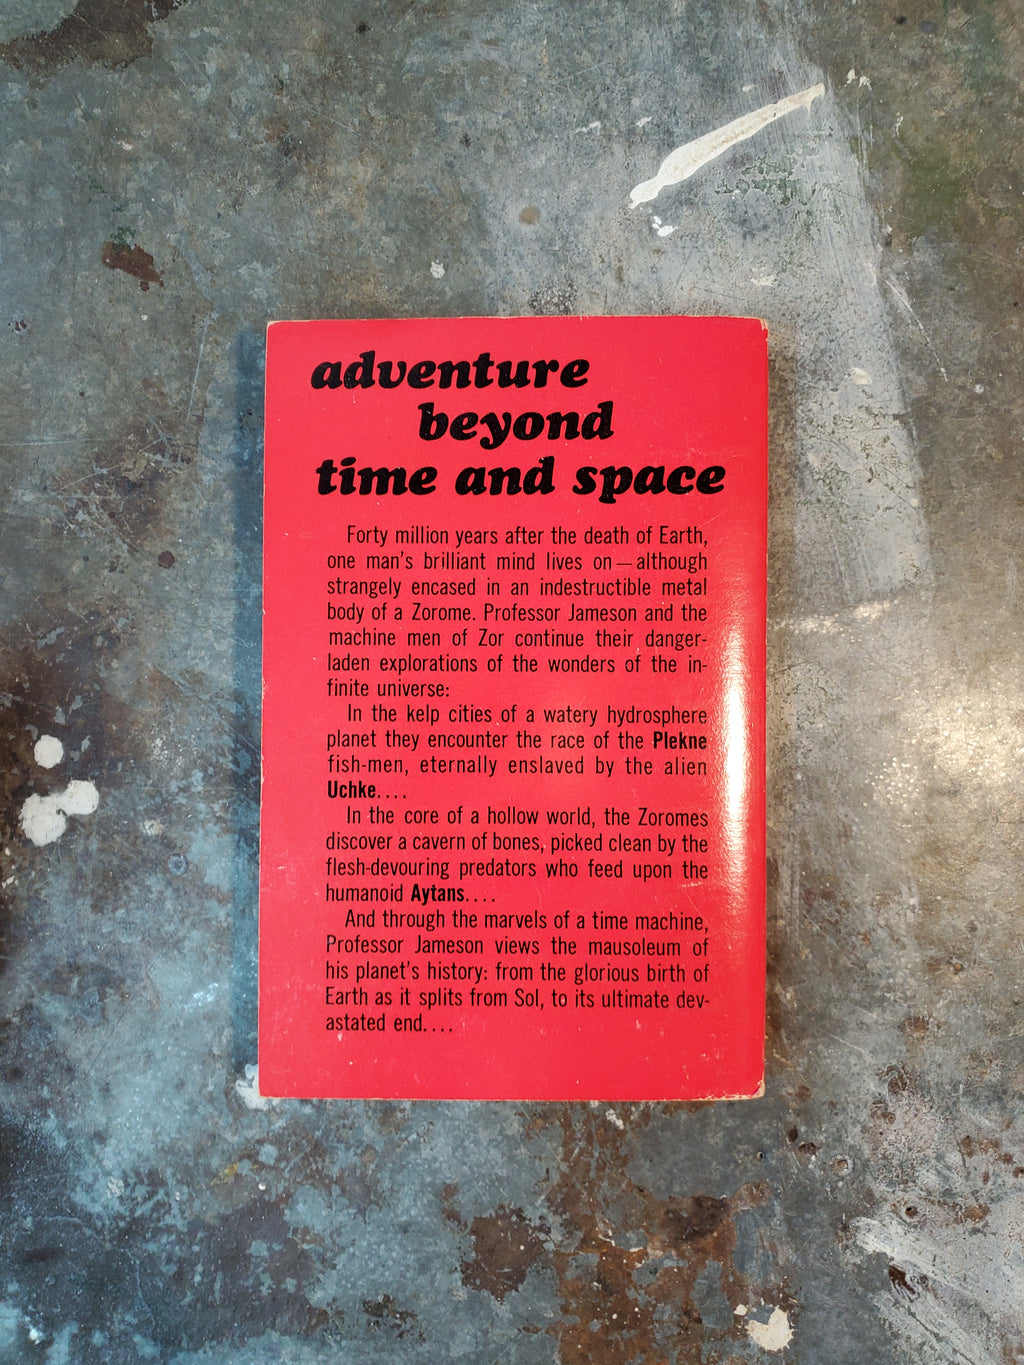 adventure
beyond
time and space
Forty million years after the death of Earth,
one man's brilliant mind lives on—although
strangely encased in an indestructible metal
body of a Zorome. Professor Jameson and the
machine men of Zor continue their danger-
laden explorations of the wonders of the in-
finite universe:
In the kelp cities of a watery hydrosphere
planet they encounter the race of the Plekne
fish-men, eternally enslaved by the alien
Uchke....
In the core of a hollow world, the Zoromes
discover a cavern of bones, picked clean by the
flesh-devouring predators who feed upon the
humanoid Aytans....
And through the marvels of a time machine,
Professor Jameson views the mausoleum of
his planet's history: from the glorious birth of
Earth as it splits from Sol, to its ultimate dev-
astated end....